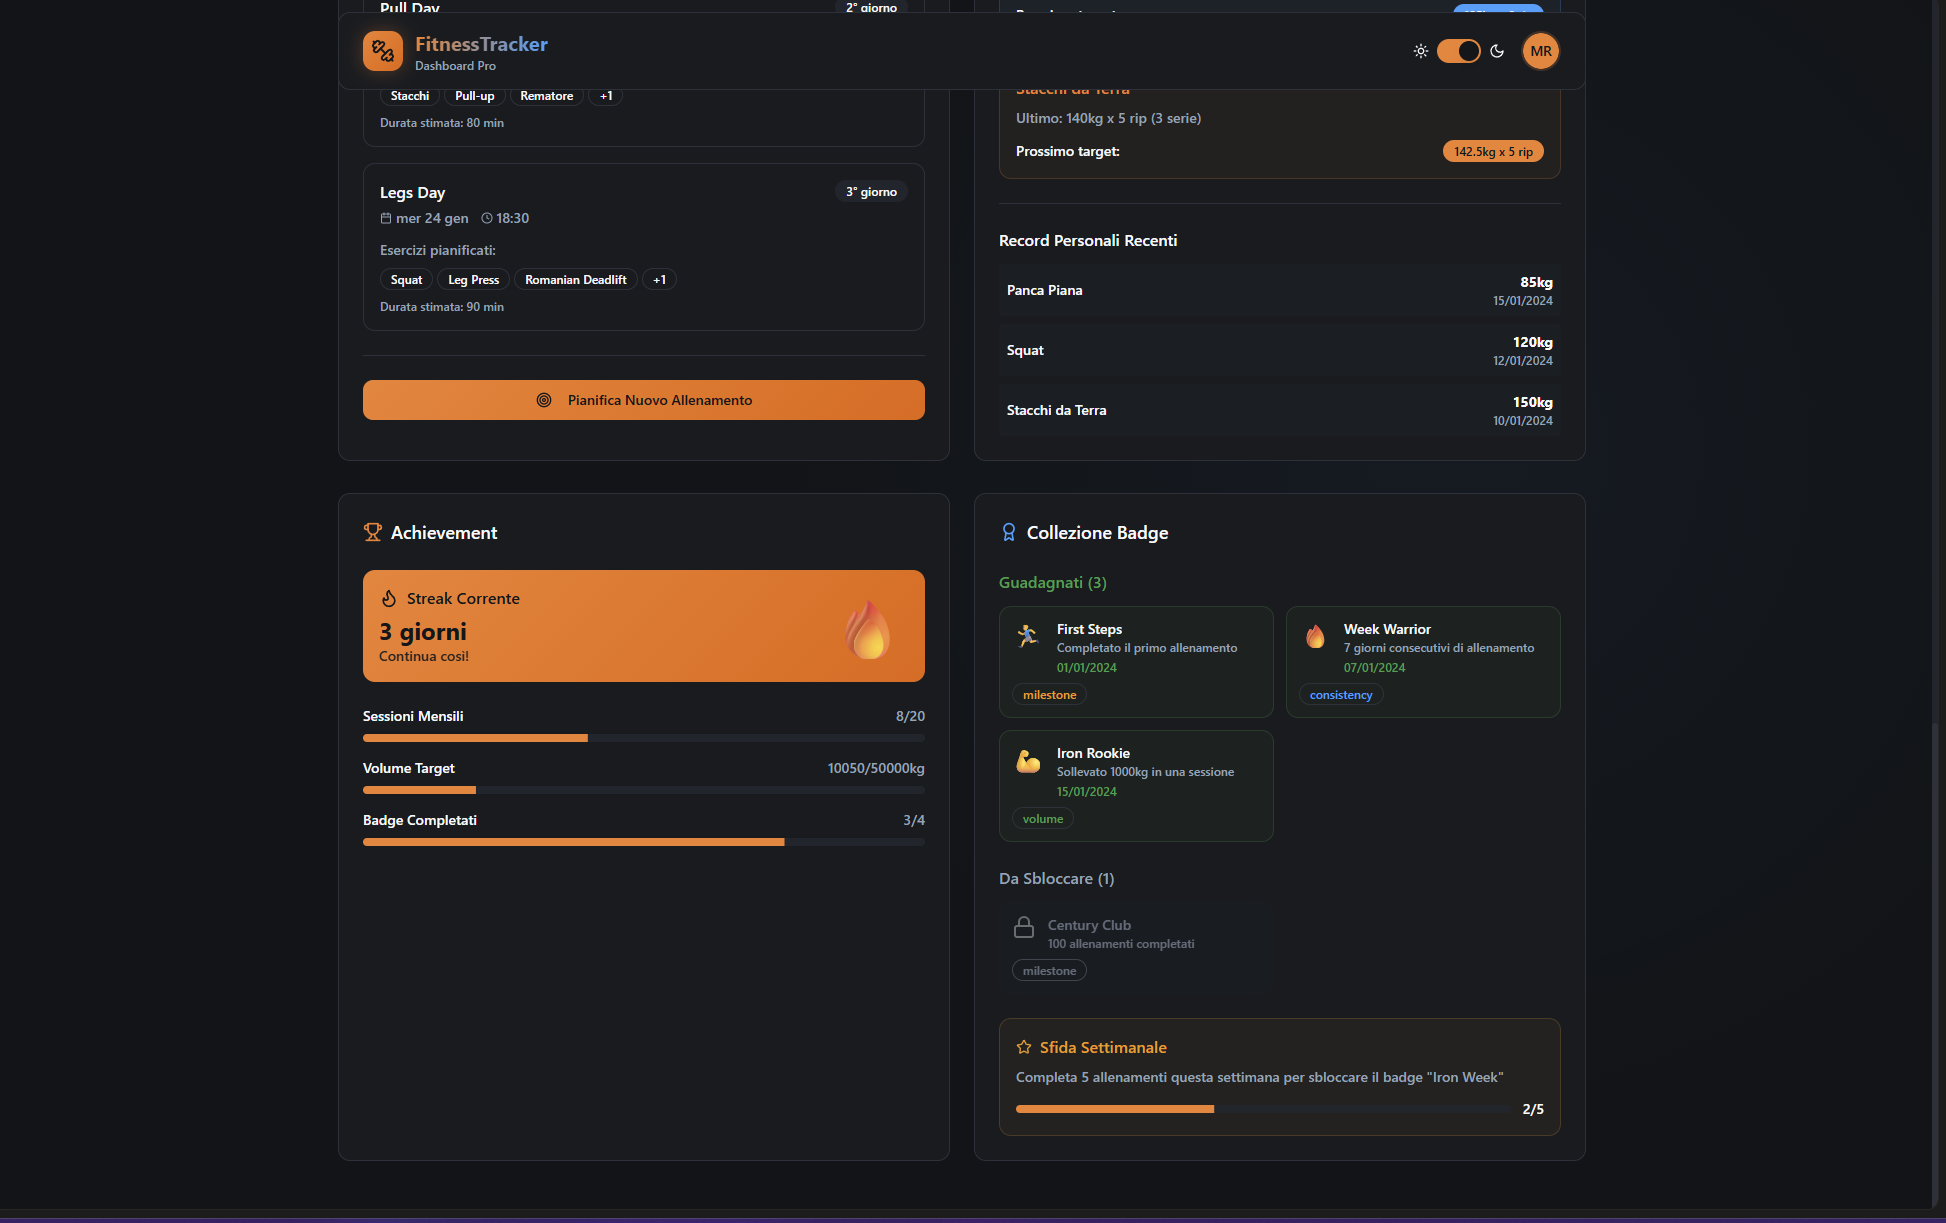 Pull Day
2° giorno
FitnessTracker
Dashboard Pro
MR
Stacchi
Pull-up
Rematore
+1
Durata stimata: 80 min
Legs Day
3° giorno
mer 24 gen
18:30
Esercizi pianificati:
Squat
Leg Press
Romanian Deadlift
+1
Durata stimata: 90 min
Pianifica Nuovo Allenamento
Stacchi da Terra
Ultimo: 140kg x 5 rip (3 serie)
Prossimo target:
142.5kg x 5 rip
Record Personali Recenti
Panca Piana
85kg
15/01/2024
Squat
120kg
12/01/2024
Stacchi da Terra
150kg
10/01/2024
Achievement
Streak Corrente
3 giorni
Continua così!
Sessioni Mensili
8/20
Volume Target
10050/50000kg
Badge Completati
3/4
Collezione Badge
Guadagnati (3)
First Steps
Completato il primo allenamento
01/01/2024
milestone
Week Warrior
7 giorni consecutivi di allenamento
07/01/2024
consistency
Iron Rookie
Sollevato 1000kg in una sessione
15/01/2024
volume
Da Sbloccare (1)
Century Club
100 allenamenti completati
milestone
Sfida Settimanale
Completa 5 allenamenti questa settimana per sbloccare il badge "Iron Week"
2/5